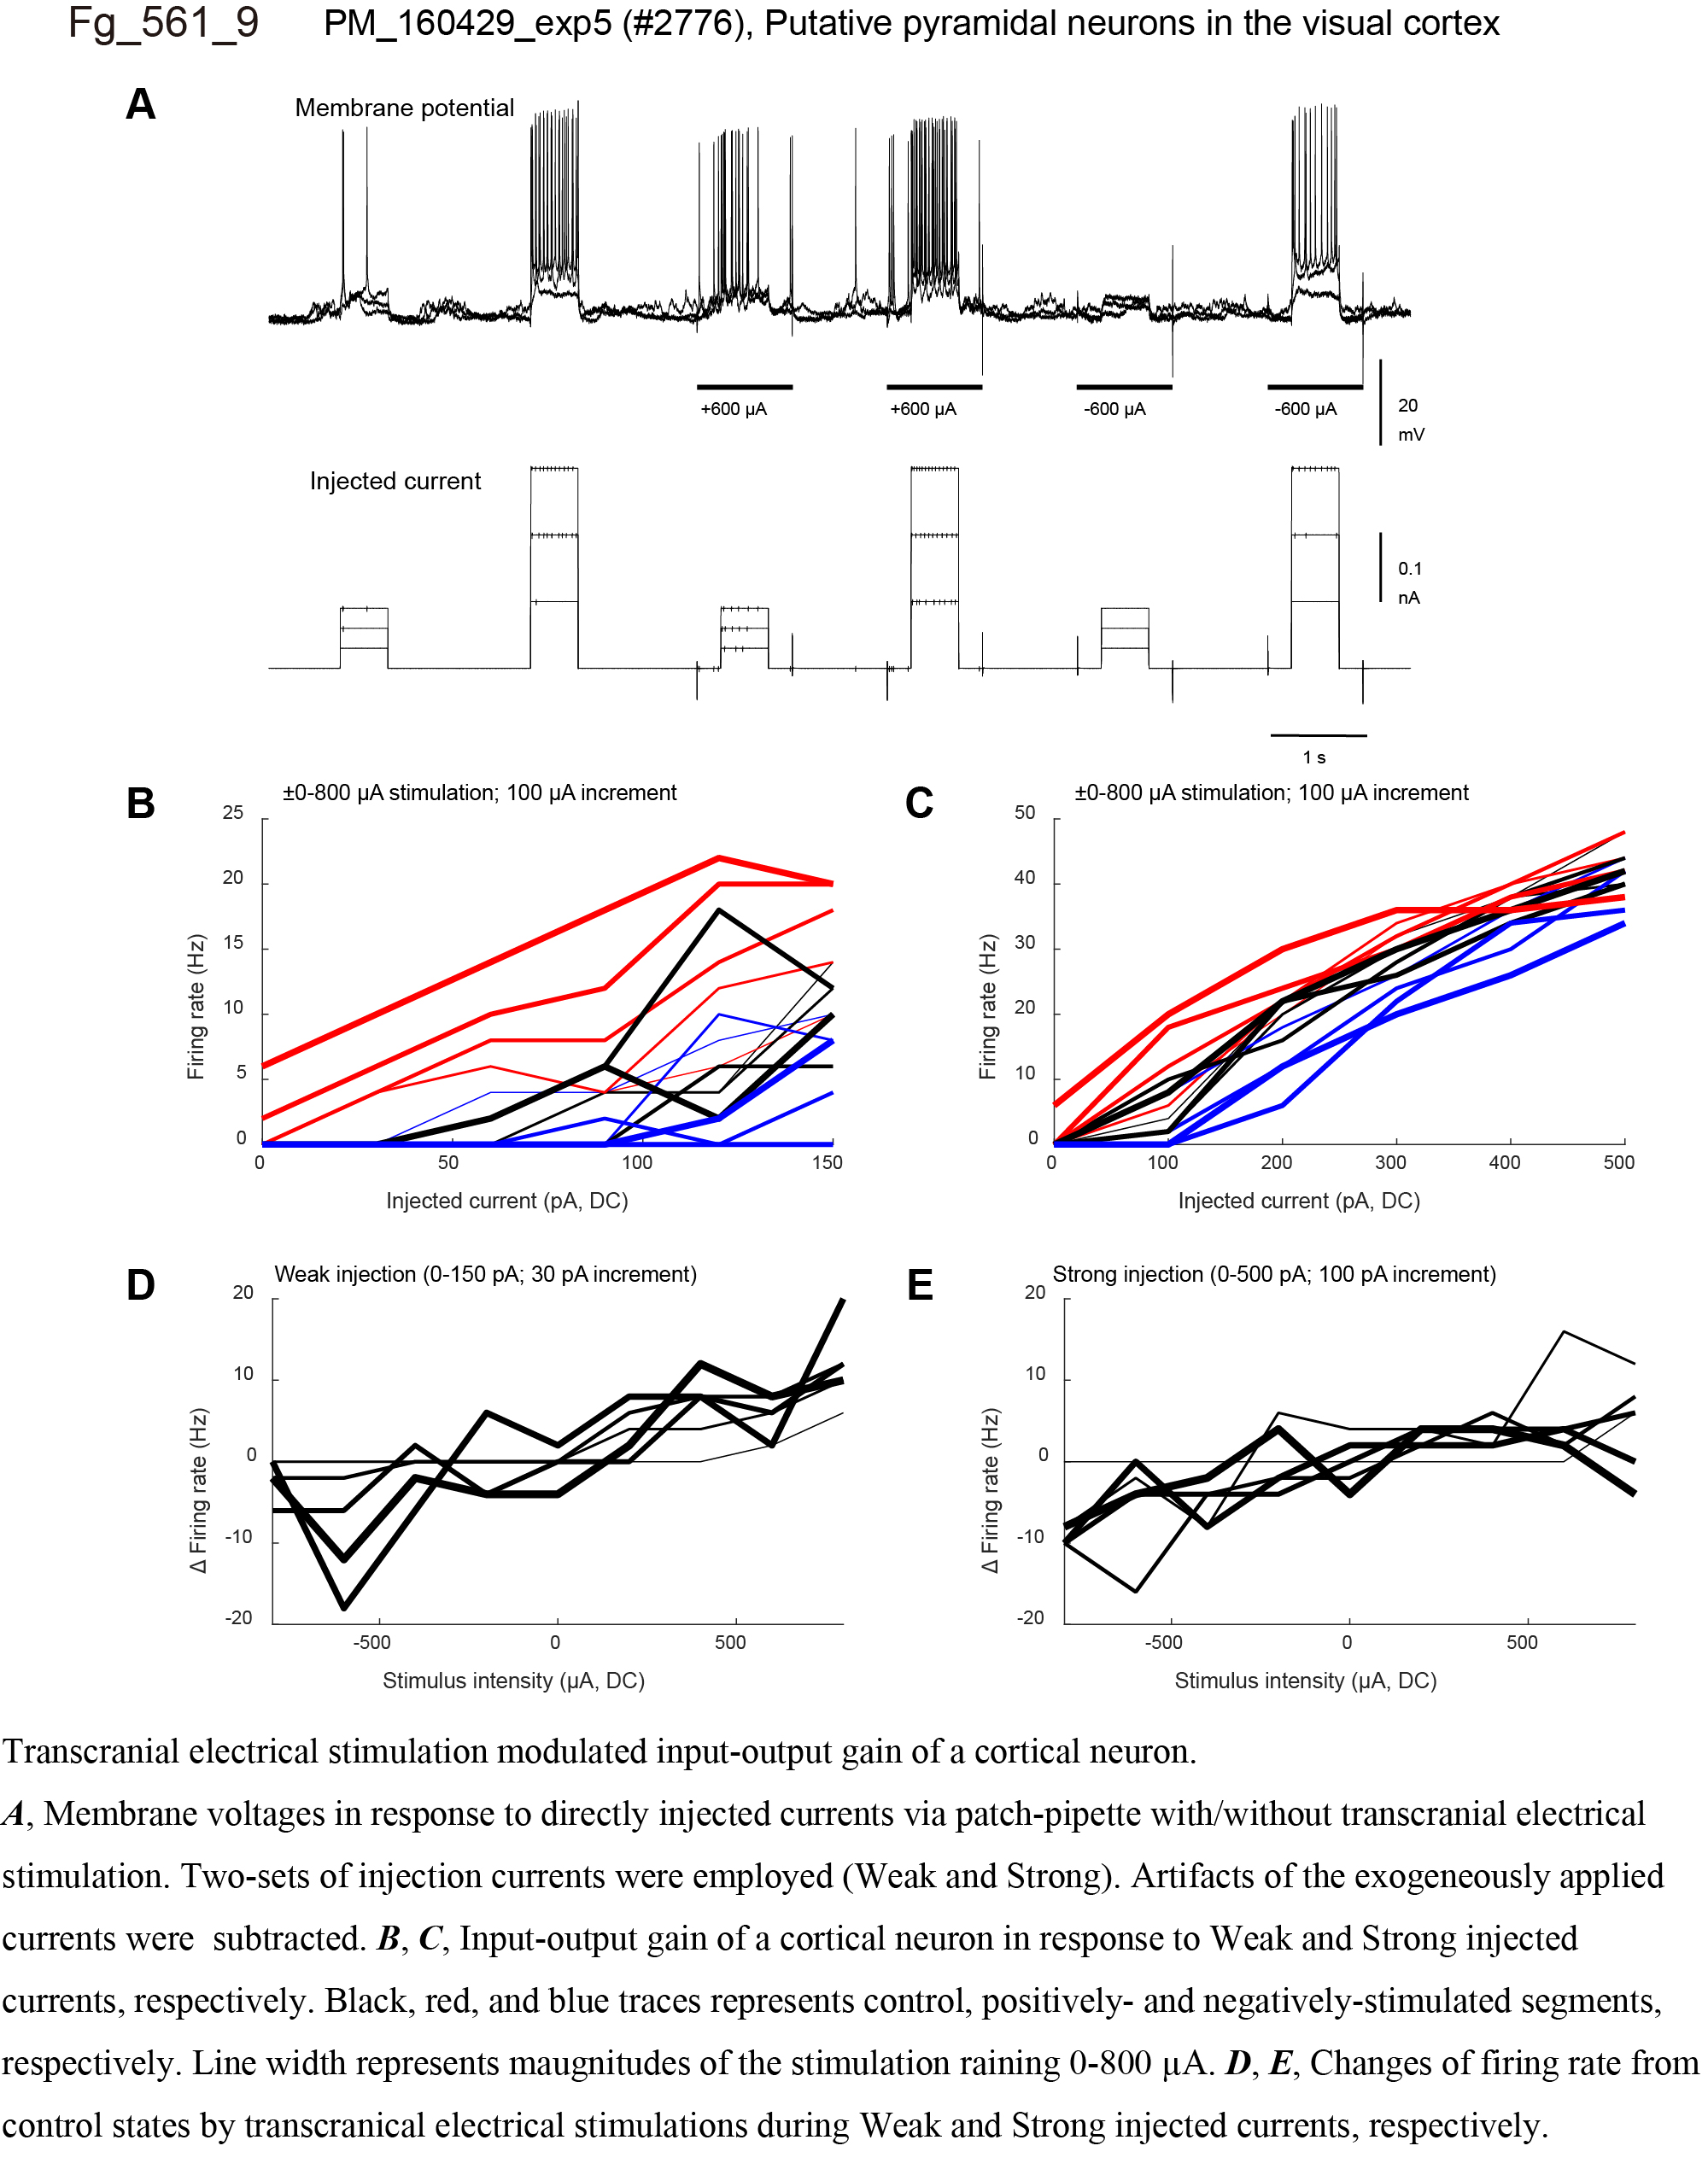 Fg_561_9 PM_160429_exp5 (#2776), Putative pyramidal neurons in the visual cortex
A
Membrane potential
+600 µA
+600 µA
-600 µA
-600 µA
20
mV
Injected current
0.1
nA
1 s
B
±0-800 µA stimulation; 100 µA increment
25
20
15
10
5
0
Firing rate (Hz)
0 50 100 150
Injected current (pA, DC)
C
±0-800 µA stimulation; 100 µA increment
50
40
30
20
10
0
Firing rate (Hz)
0 100 200 300 400 500
Injected current (pA, DC)
D
Weak injection (0-150 pA; 30 pA increment)
20
10
0
-10
-20
Δ Firing rate (Hz)
-500 0 500
Stimulus intensity (µA, DC)
E
Strong injection (0-500 pA; 100 pA increment)
20
10
0
-10
-20
Δ Firing rate (Hz)
-500 0 500
Stimulus intensity (µA, DC)
Transcranial electrical stimulation modulated input-output gain of a cortical neuron.
A, Membrane voltages in response to directly injected currents via patch-pipette with/without transcranial electrical
stimulation. Two-sets of injection currents were employed (Weak and Strong). Artifacts of the exogeneously applied
currents were  subtracted. B, C, Input-output gain of a cortical neuron in response to Weak and Strong injected
currents, respectively. Black, red, and blue traces represents control, positively- and negatively-stimulated segments,
respectively. Line width represents maugnitudes of the stimulation raining 0-800 µA. D, E, Changes of firing rate from
control states by transcranical electrical stimulations during Weak and Strong injected currents, respectively.